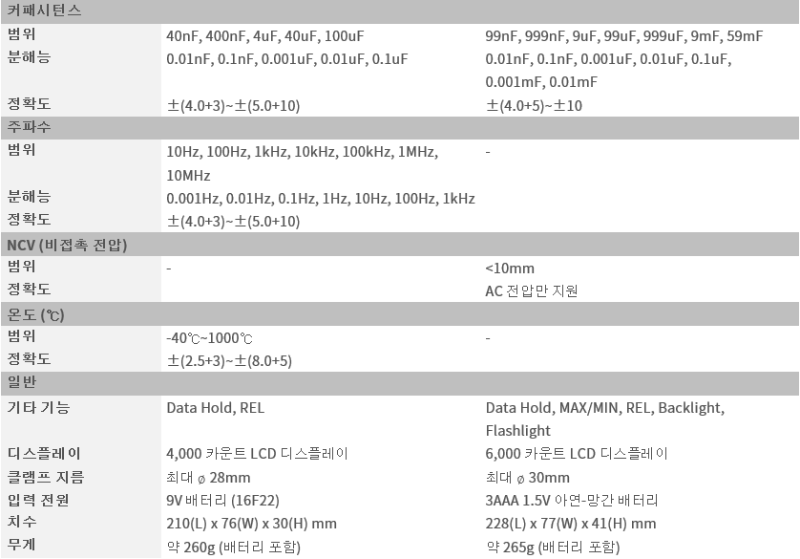 커패시턴스
범위 40nF, 400nF, 4uF, 40uF, 100uF 99nF, 999nF, 9uF, 99uF, 999uF, 9mF, 59mF
분해능 0.01nF, 0.1nF, 0.001uF, 0.01uF, 0.1uF 0.01nF, 0.1nF, 0.001uF, 0.01uF, 0.1uF,
0.001mF, 0.01mF
정확도 ±(4.0+3)~±(5.0+10) ±(4.0+5)~±10
주파수
범위 10Hz, 100Hz, 1kHz, 10kHz, 100kHz, 1MHz, -
10MHz
분해능 0.001Hz, 0.01Hz, 0.1Hz, 1Hz, 10Hz, 100Hz, 1kHz
정확도 ±(4.0+3)~±(5.0+10)
NCV (비접촉 전압)
범위 - <10mm
정확도 AC 전압만 지원
온도 (℃)
범위 -40℃~1000℃ -
정확도 ±(2.5+3)~±(8.0+5)
일반
기타 기능 Data Hold, REL Data Hold, MAX/MIN, REL, Backlight,
Flashlight
디스플레이 4,000 카운트 LCD 디스플레이 6,000 카운트 LCD 디스플레이
클램프 지름 최대 ø 28mm 최대 ø 30mm
입력 전원 9V 배터리 (16F22) 3AAA 1.5V 아연-망간 배터리
치수 210(L) x 76(W) x 30(H) mm 228(L) x 77(W) x 41(H) mm
무게 약 260g (배터리 포함) 약 265g (배터리 포함)